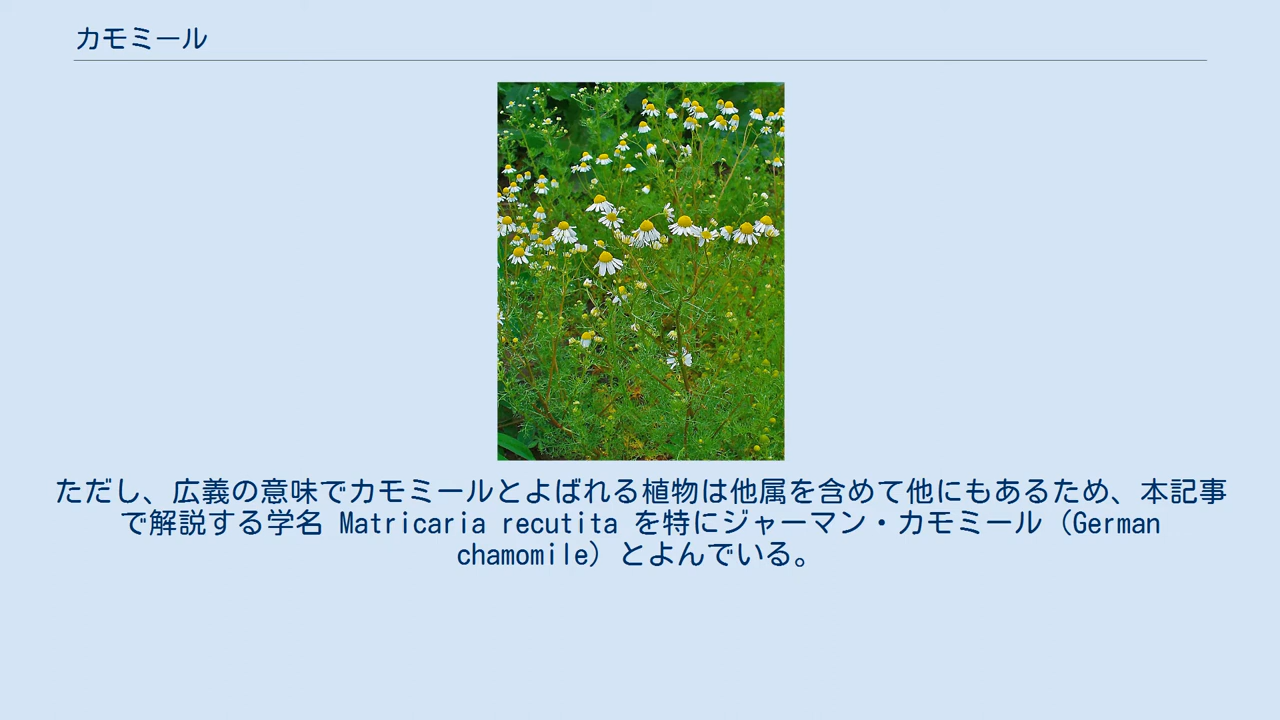 カモミール
ただし、広義の意味でカモミールとよばれる植物は他属を含めて他にもあるため、本記事
で解説する学名 Matricaria recutita を特にジャーマン・カモミール（German
chamomile）とよんでいる。